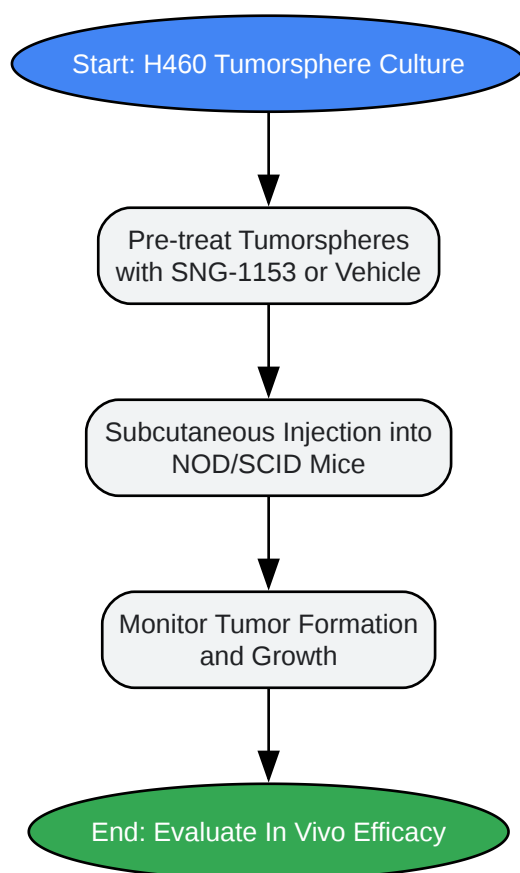 Start: H460 Tumorsphere Culture
Pre-treat Tumorspheres
with SNG-1153 or Vehicle
Subcutaneous Injection into
NOD/SCID Mice
Monitor Tumor Formation
and Growth
End: Evaluate In Vivo Efficacy